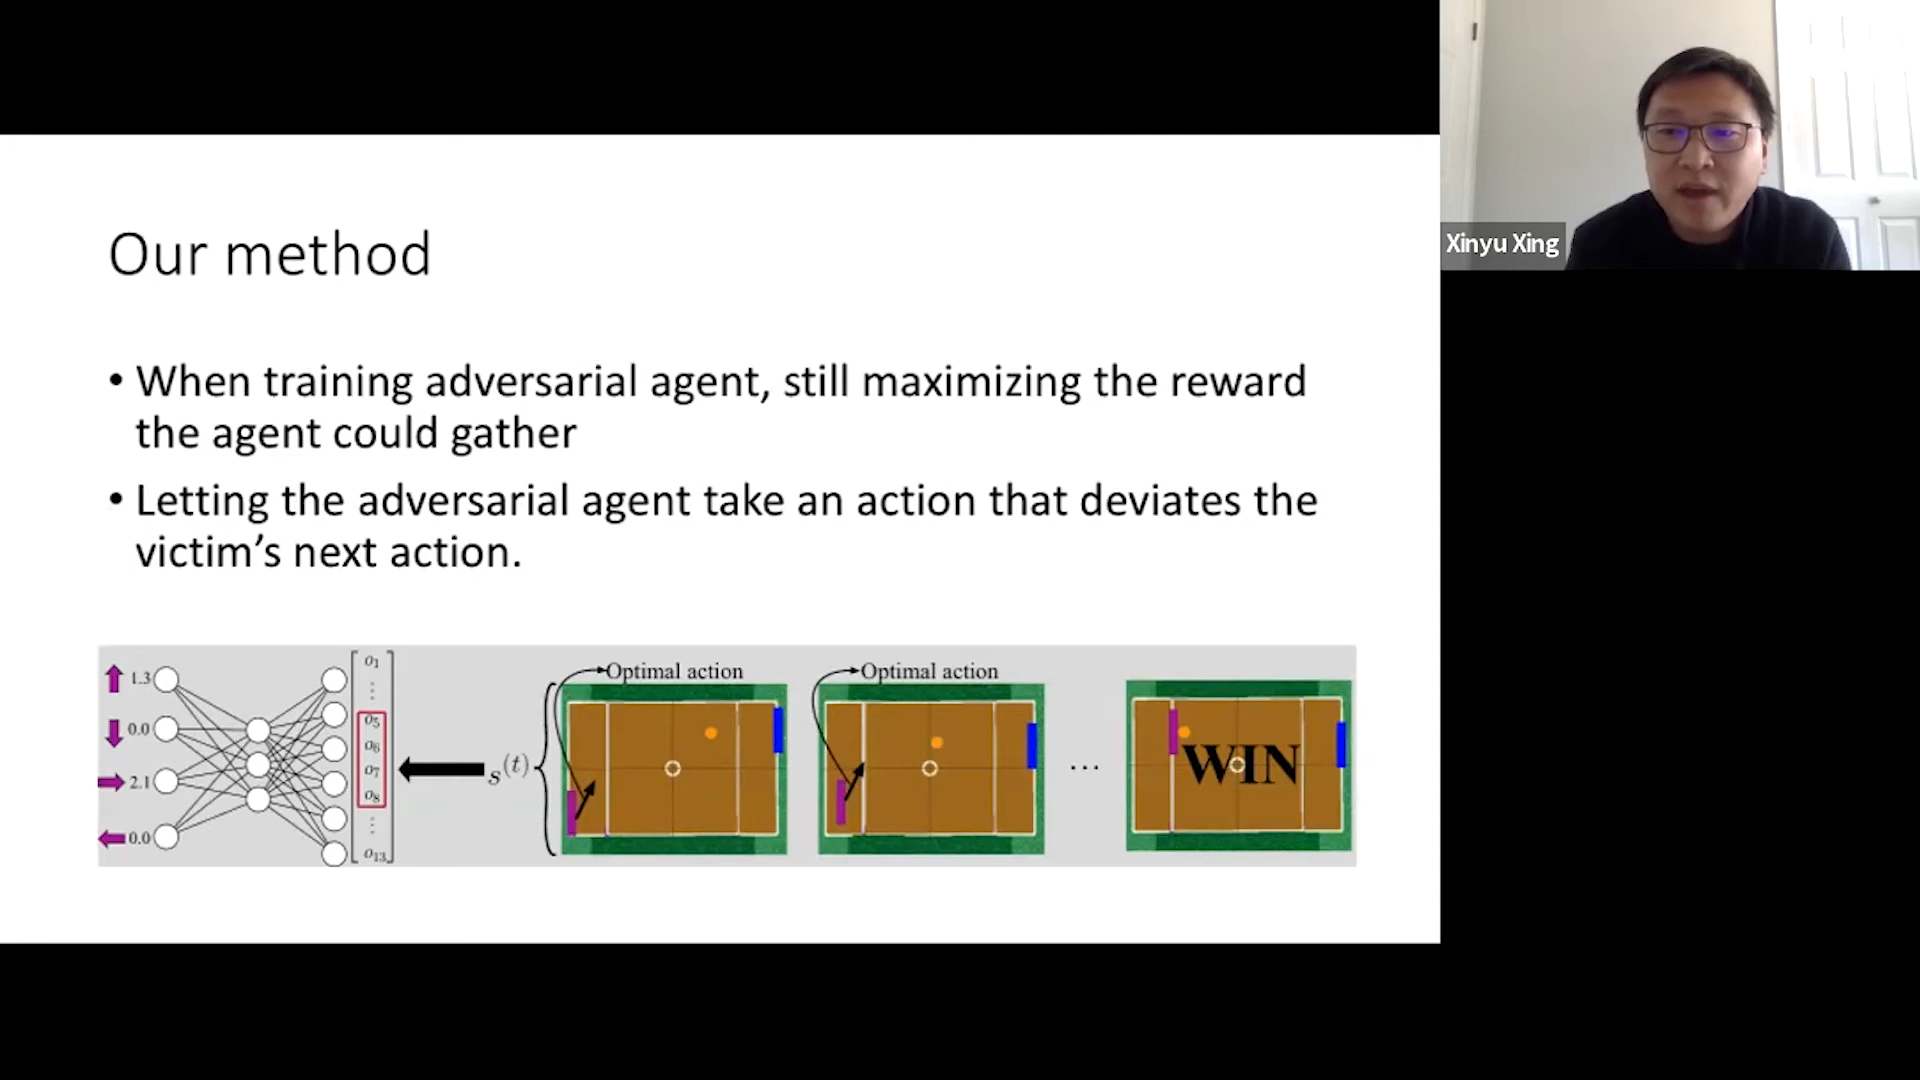 Our method
• When training adversarial agent, still maximizing the reward
the agent could gather
• Letting the adversarial agent take an action that deviates the
victim’s next action.
1.3
0.0
2.1
0.0
o1
⋮
o5
o6
o7
o8
⋮
o13
s(t)
Optimal action
Optimal action
...
WIN
Xinyu Xing